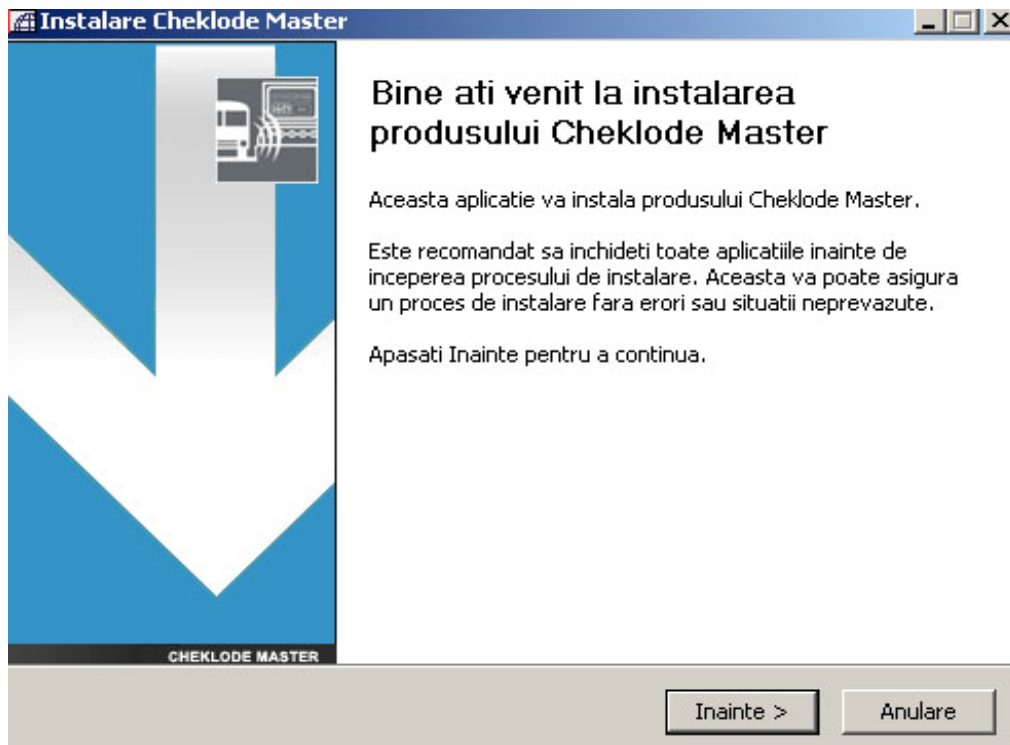 Instalare Cheklode Master
Bine ati venit la instalarea
produsului Cheklode Master
Aceasta aplicatie va instala produsului Cheklode Master.
Este recomandat sa inchideti toate aplicatiile inainte de
inceperea procesului de instalare. Aceasta va poate asigura
un proces de instalare fara erori sau situatii neprevazute.
Apasati Inainte pentru a continua.
CHEKLODE MASTER
Inainte >
Anulare